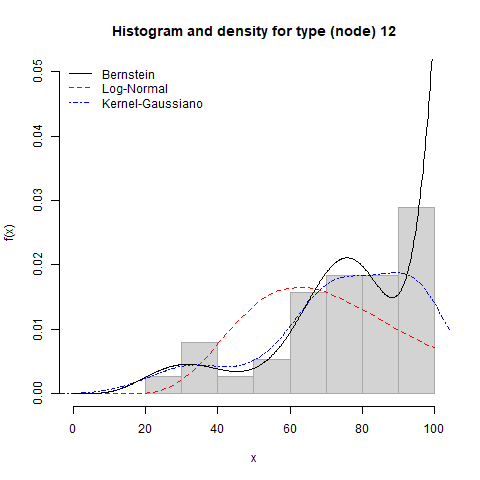 Histogram and density for type (node) 12
Bernstein
Log-Normal
Kernel-Gaussiano
f(x)
0.05
0.04
0.03
0.02
0.01
0.00
0 20 40 60 80 100
x